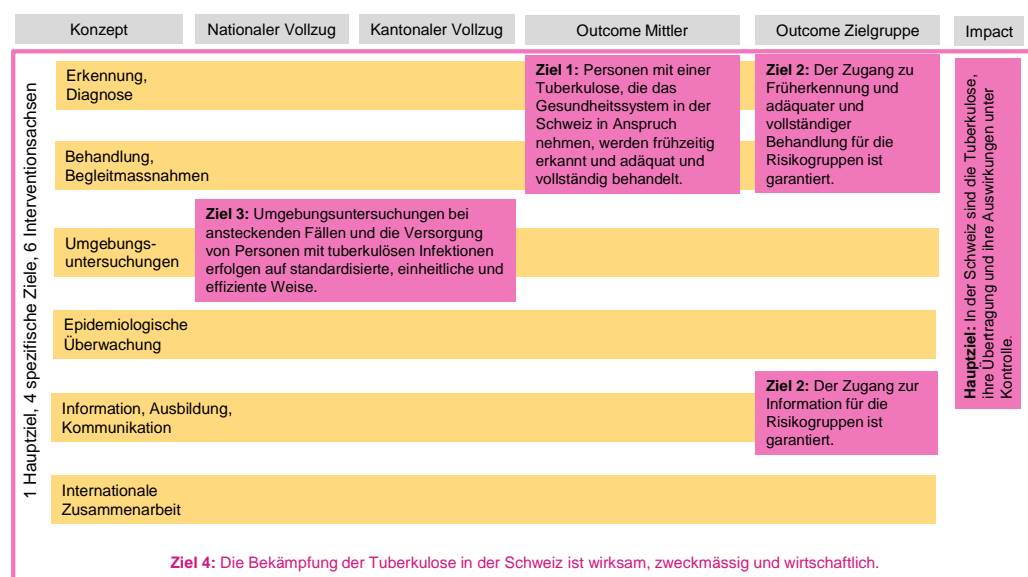 Konzept
Nationaler Vollzug
Kantonaler Vollzug
Outcome Mittler
Outcome Zielgruppe
Impact
1 Hauptziel, 4 spezifische Ziele, 6 Interventionsachsen
Erkennung,
Diagnose
Ziel 1: Personen mit einer
Tuberkulose, die das
Gesundheitssystem in der
Schweiz in Anspruch
nehmen, werden frühzeitig
erkannt und adäquat und
vollständig behandelt.
Ziel 2: Der Zugang zu
Früherkennung und
adäquater und
vollständiger
Behandlung für die
Risikogruppen ist
garantiert.
Behandlung,
Begleitmassnahmen
Ziel 3: Umgebungsuntersuchungen bei
ansteckenden Fällen und die Versorgung
von Personen mit tuberkulösen Infektionen
erfolgen auf standardisierte, einheitliche und
effiziente Weise.
Umgebungs-
untersuchungen
Epidemiologische
Überwachung
Information, Ausbildung,
Kommunikation
Ziel 2: Der Zugang zur
Information für die
Risikogruppen ist
garantiert.
Internationale
Zusammenarbeit
Hauptziel: In der Schweiz sind die Tuberkulose,
ihre Übertragung und ihre Auswirkungen unter
Kontrolle.
Ziel 4: Die Bekämpfung der Tuberkulose in der Schweiz ist wirksam, zweckmässig und wirtschaftlich.